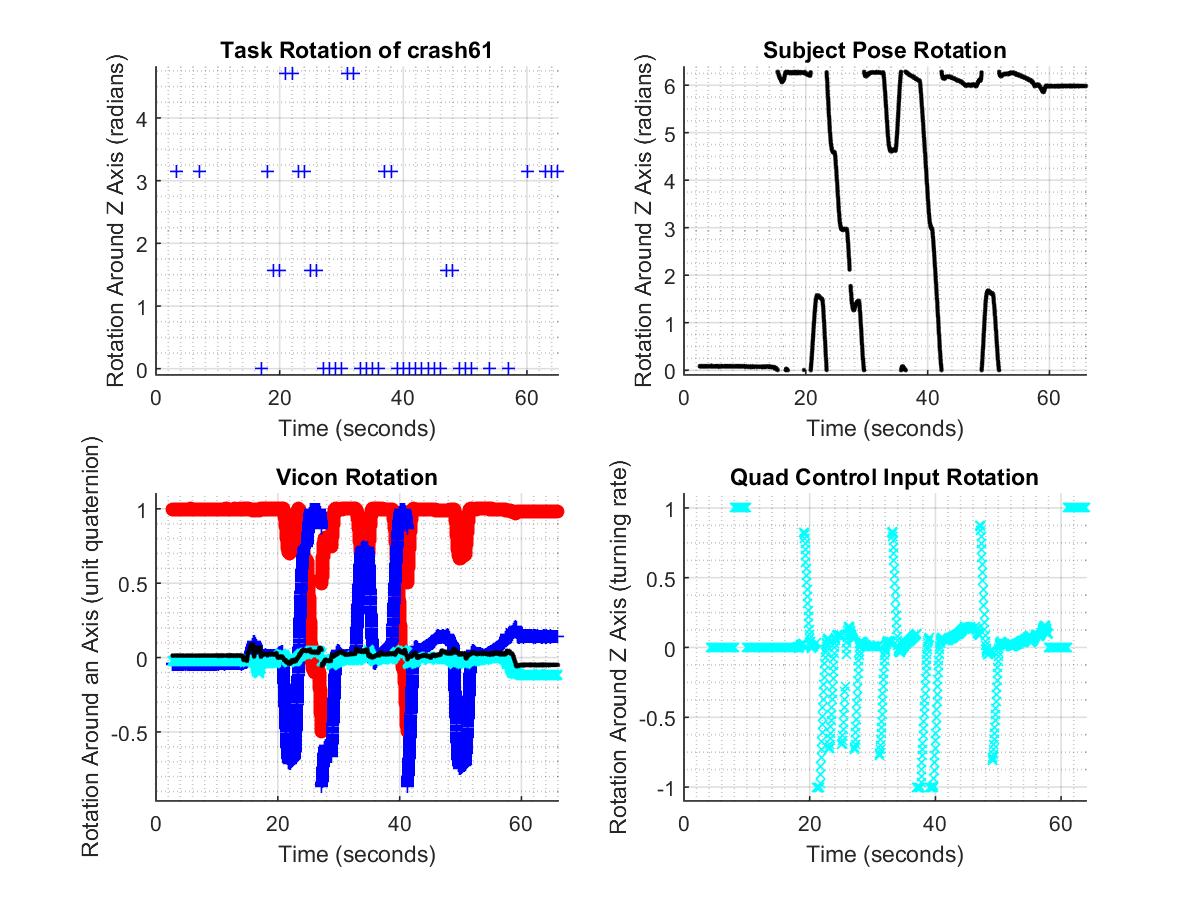 Task Rotation of crash61
Rotation Around Z Axis (radians)
4
3
2
1
0
0 20 40 60
Time (seconds)
Subject Pose Rotation
Rotation Around Z Axis (radians)
6
5
4
3
2
1
0
0 20 40 60
Time (seconds)
Vicon Rotation
Rotation Around an Axis (unit quaternion)
1
0.5
0
-0.5
0 20 40 60
Time (seconds)
Quad Control Input Rotation
Rotation Around Z Axis (turning rate)
1
0.5
0
-0.5
-1
0 20 40 60
Time (seconds)